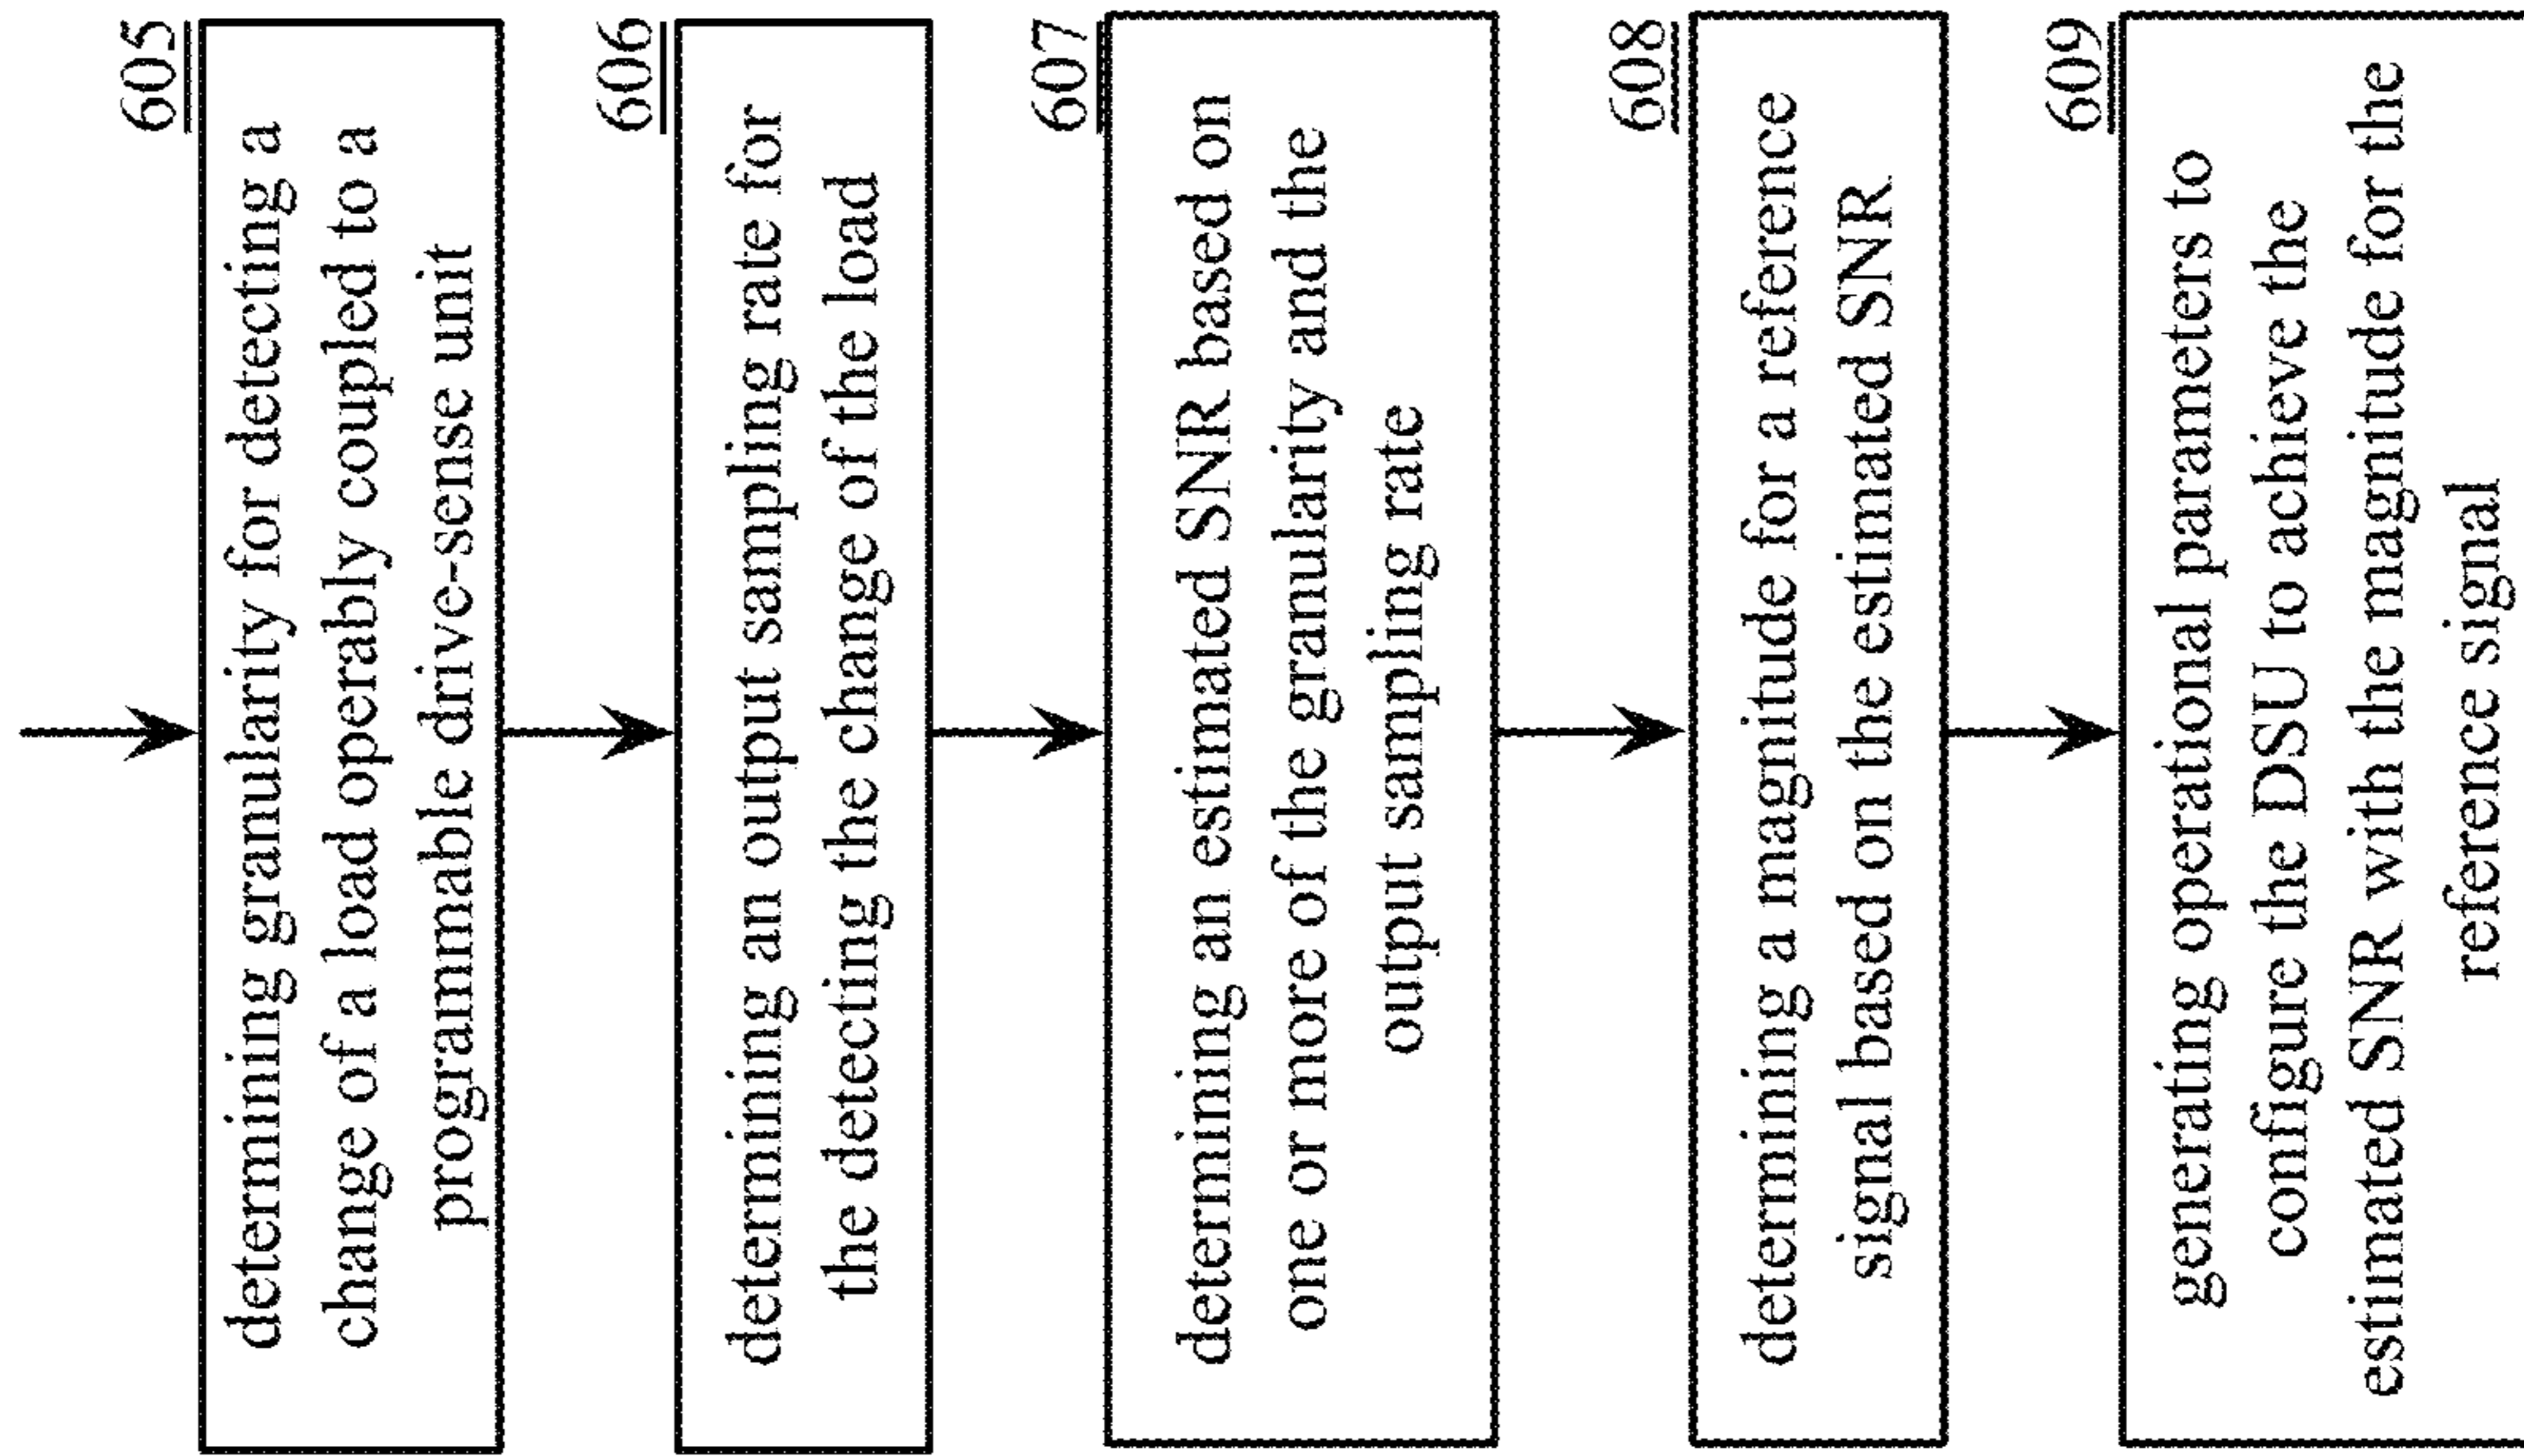 605
determining granularity for detecting a
change of a load operably coupled to a
programmable drive-sense unit
606
determining an output sampling rate for
the detecting the change of the load
607
determining an estimated SNR based on
one or more of the granularity and the
output sampling rate
608
determining a magnitude for a reference
signal based on the estimated SNR
609
generating operational parameters to
configure the DSU to achieve the
estimated SNR with the magnitude for the
reference signal